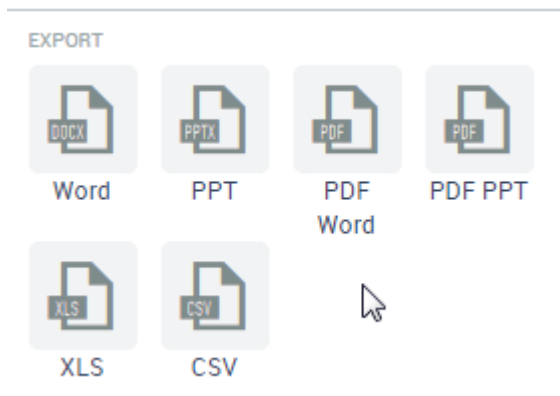 EXPORT
DOCX PPTX PDF PDF
Word PPT PDF Word PDF PPT
XLS CSV
XLS CSV